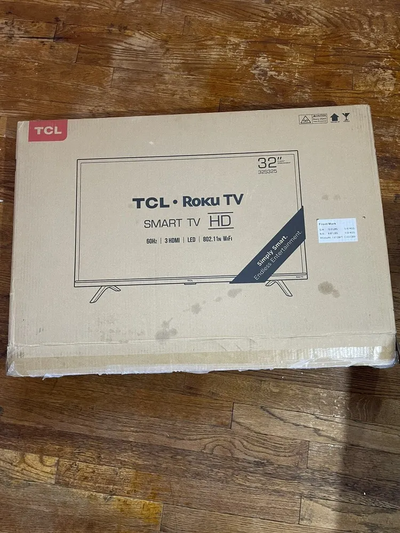 TCL
32"
32S325
TCL • Roku TV
SMART TV HD
60Hz | 3 HDMI | LED | 802.11n WiFi
Simply Smart.
Endless Entertainment.